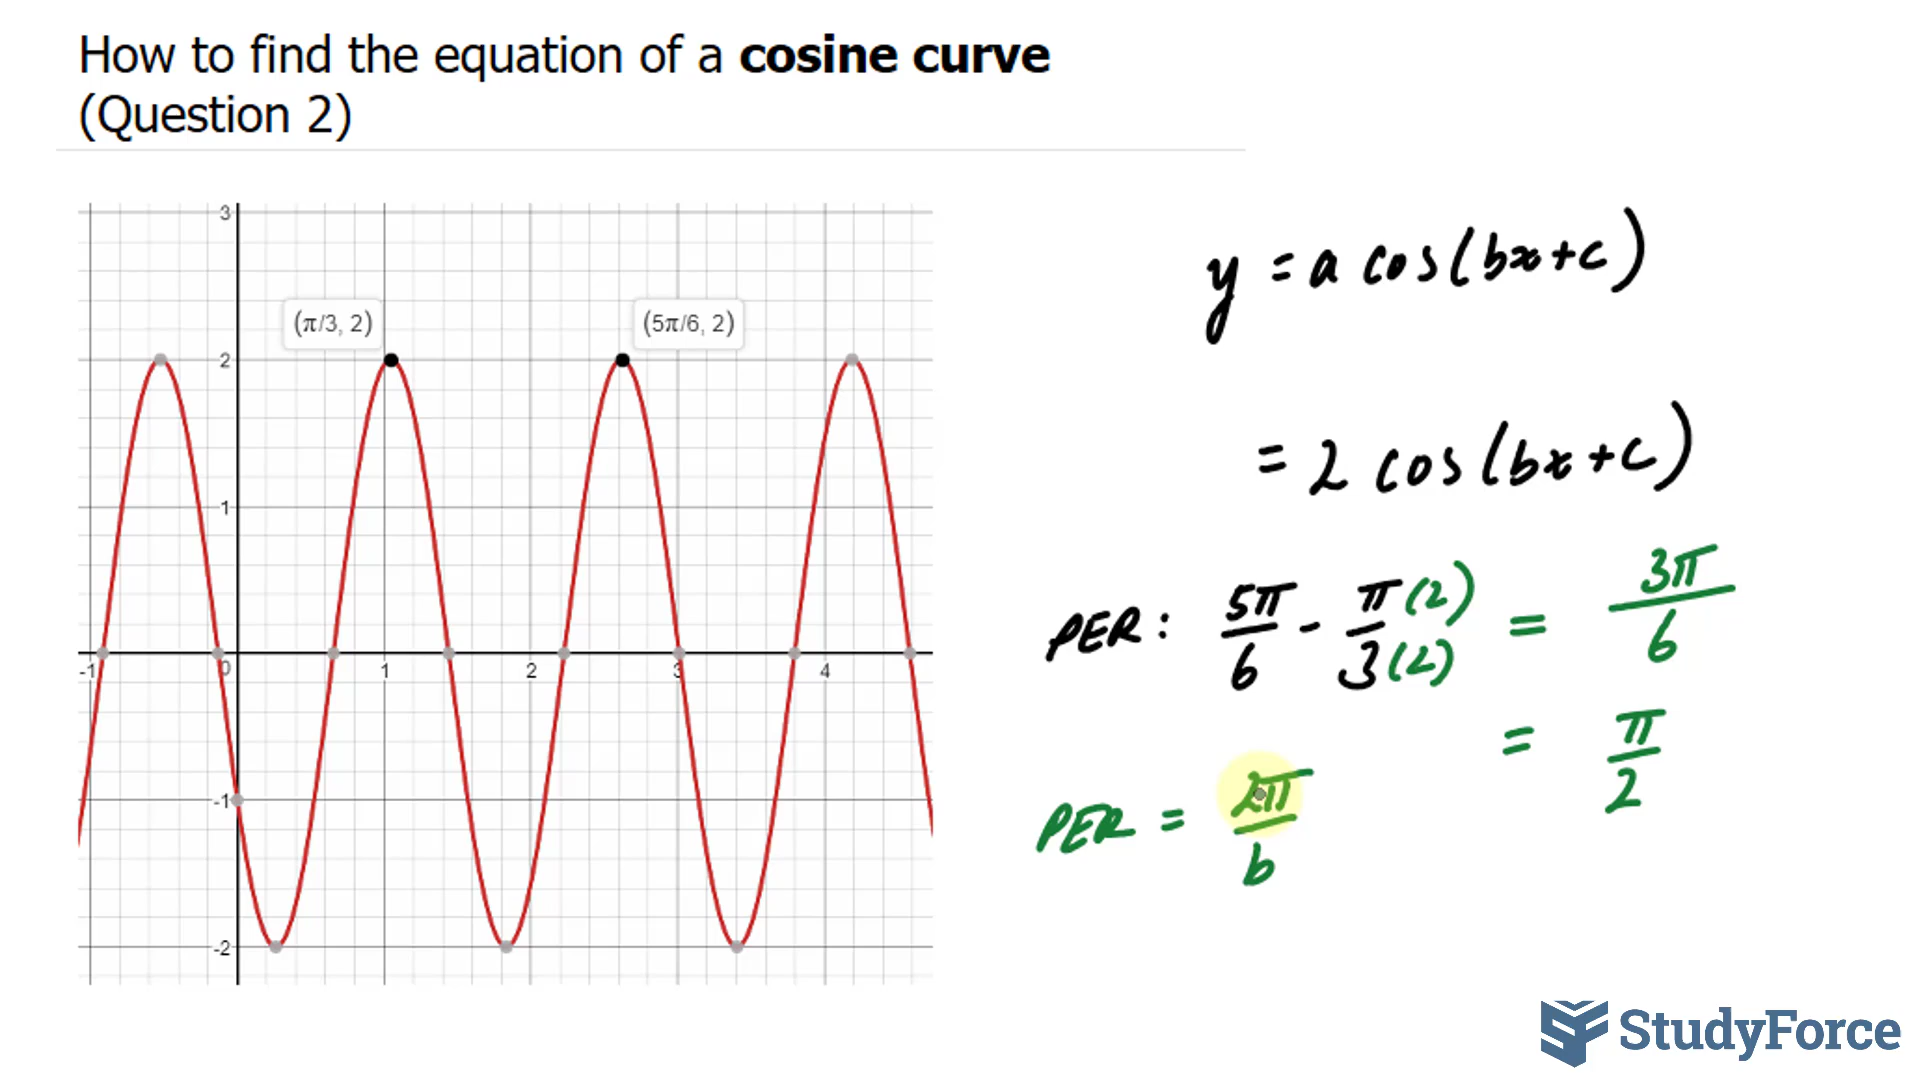 How to find the equation of a cosine curve
(Question 2)
3
(π/3, 2)
(5π/6, 2)
2
1
-1 0 1 2 3 4
-1
-2
y = a cos(bx+c)
= 2 cos(bx+c)
PER: 5π/6 - π(2)/3(2) = 3π/6
= π/2
PER = 2π/b
StudyForce